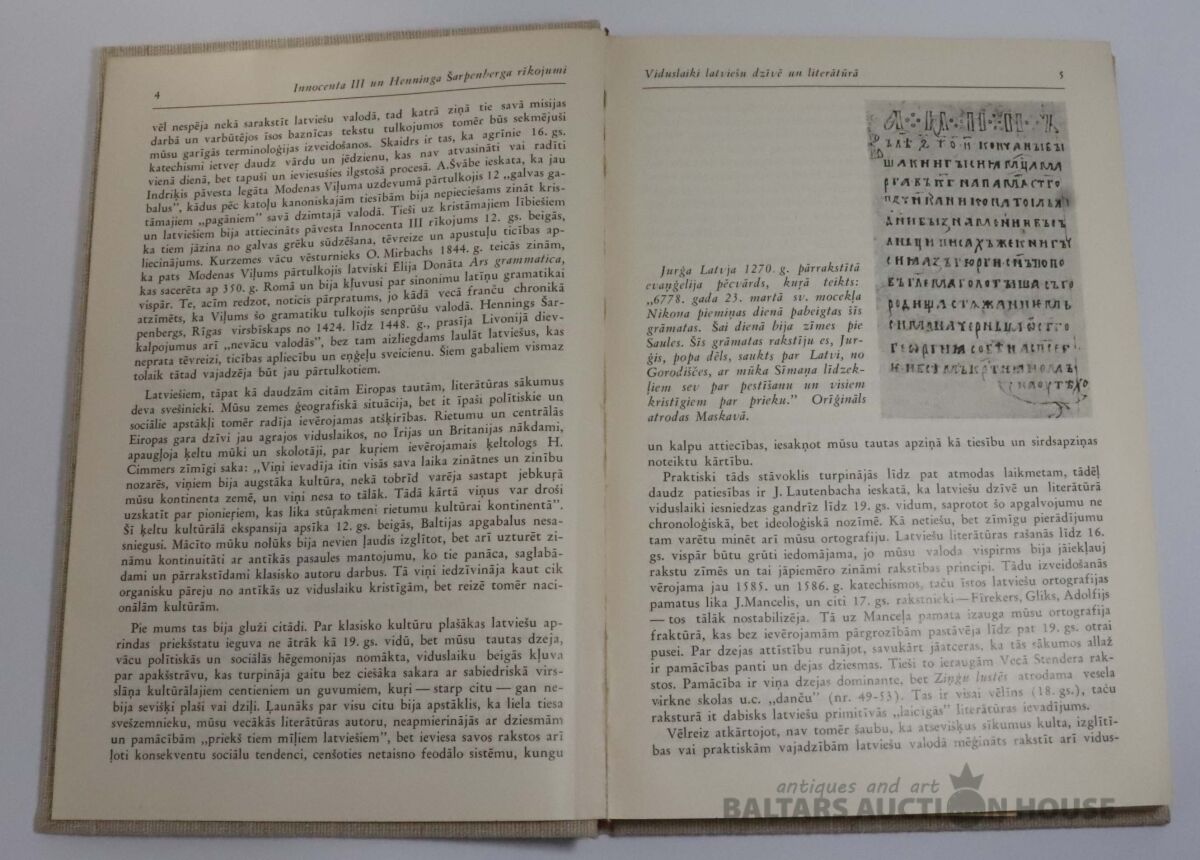 4 Innocenta III un Henninga Šarpenberga rīkojumi
vēl nespēja nekā sarakstīt latviešu valodā, tad katrā ziņā tie savā misijas
darbā un varbūtējos īsos baznīcas tekstu tulkojumos tomēr būs sekmējuši
mūsu garīgās terminoloģijas izveidošanos. Skaidrs ir tas, ka agrīnie 16. gs.
katechismi ietveŗ daudz vārdu un jēdzienu, kas nav atvasināti vai radīti
vienā dienā, bet tapuši un ieviesušies ilgstošā procesā. A.Švābe ieskata, ka jau
Indriķis pāvesta legāta Modenas Viļuma uzdevumā pārtulkojis 12 „galvas ga-
balus”, kādus pēc katoļu kanoniskajām tiesībām bija nepieciešams zināt kris-
tāmajiem „pagāniem” savā dzimtajā valodā. Tieši uz kristāmajiem lībiešiem
un latviešiem bija attiecināts pāvesta Innocenta III rīkojums 12. gs. beigās,
ka tiem jāzina no galvas grēku sūdzēšana, tēvreize un apustuļu ticības ap-
liecinājums. Kurzemes vācu vēsturnieks O. Mirbachs 1844. g. teicās zinām,
ka pats Modenas Viļums pārtulkojis latviski Elija Donāta Ars grammatica,
kas sacerēta ap 350. g. Romā un bija kļuvusi par sinonimu latīņu gramatikai
vispār. Te, acīm redzot, noticis pārpratums, jo kādā vecā franču chronikā
atzīmēts, ka Viļums šo gramatiku tulkojis senprūšu valodā. Hennings Šar-
penbergs, Rīgas virsbīskaps no 1424. līdz 1448. g., prasīja Livonijā diev-
kalpojumus arī „nevācu valodās”, bez tam aizliegdams laulāt latviešus, kas
neprata tēvreizi, ticības apliecību un eņģeļu sveicienu. Šiem gabaliem vismaz
tolaik tātad vajadzēja būt jau pārtulkotiem.
Latviešiem, tāpat kā daudzām citām Eiropas tautām, literātūras sākumus
deva svešinieki. Mūsu zemes ģeografiskā situācija, bet it īpaši polītiskie un
sociālie apstākļi tomēr radīja ievērojamas atšķirības. Rietumu un centrālās
Eiropas gara dzīvi jau agrajos viduslaikos, no Īrijas un Britanijas nākdami,
apaugļoja ķeltu mūki un skolotāji, par kuŗiem ievērojamais ķeltologs H.
Cimmers zīmīgi saka: „Viņi ievadīja itin visās sava laika zinātnes un zinību
nozarēs, viņiem bija augstāka kultūra, nekā tobrīd varēja sastapt jebkuŗā
mūsu kontinenta zemē, un viņi nesa to tālāk. Tādā kārtā viņus var droši
uzskatīt par pionieŗiem, kas lika stūrakmeni rietumu kultūrai kontinentā”.
Šī ķeltu kultūrālā ekspansija apsīka 12. gs. beigās, Baltijas apgabalus nesa-
sniegusi. Mācīto mūku nolūks bija nevien ļaudis izglītot, bet arī uzturēt zi-
nāmu kontinuitāti ar antīkās pasaules mantojumu, ko tie panāca, saglabā-
dami un pārrakstīdami klasisko autoru darbus. Tā viņi iedzīvināja kaut cik
organisku pāreju no antīkās uz viduslaiku kristīgām, bet reizē tomēr naci-
onālām kultūrām.
Pie mums tas bija gluži citādi. Par klasisko kultūru plašākas latviešu ap-
rindas priekšstatu ieguva ne ātrāk kā 19. gs. vidū, bet mūsu tautas dzeja,
vācu polītiskās un sociālās hēgemonijas nomākta, viduslaiku beigās kļuva
par apakšstrāvu, kas turpināja gaitu bez ciešāka sakara ar sabiedriskā virs-
slāņa kultūrālajiem centieniem un guvumiem, kuŗi — starp citu — gan ne-
bija sevišķi plaši vai dziļi. Ļaunāks par visu citu bija apstāklis, ka liela tiesa
svešzemnieku, mūsu vecākās literātūras autoru, neapmierinājās ar dziesmām
un pamācībām „priekš tiem mīļiem latviešiem”, bet ieviesa savos rakstos arī
ļoti konsekventu sociālu tendenci, cenšoties netaisno feodālo sistēmu, kungu
Viduslaiki latviešu dzīvē un literātūrā 5
Jurģa Latvja 1270. g. pārrakstītā
evaņģelija pēcvārds, kuŗā teikts:
„6778. gada 23. martā sv. mocekļa
Nikona piemiņas dienā pabeigtas šīs
grāmatas. Šai dienā bija zīmes pie
Saules. Šīs grāmatas rakstīju es, Jur-
ģis, popa dēls, saukts par Latvi, no
Gorodiščes, ar mūka Sīmaņa līdzek-
ļiem sev par pestīšanu un visiem
kristīgiem par prieku.” Orīģināls
atrodas Maskavā.
un kalpu attiecības, iesakņot mūsu tautas apziņā kā tiesību un sirdsapziņas
noteiktu kārtību.
Praktiski tāds stāvoklis turpinājās līdz pat atmodas laikmetam, tādēļ
daudz patiesības ir J. Lautenbacha ieskatā, ka latviešu dzīvē un literātūrā
viduslaiki iesniedzas gandrīz līdz 19. gs. vidum, saprotot šo apgalvojumu ne
chronoloģiskā, bet ideoloģiskā nozīmē. Kā netiešu, bet zīmīgu pierādījumu
tam varētu minēt arī mūsu ortografiju. Latviešu literātūras rašanās līdz 16.
gs. vispār būtu grūti iedomājama, jo mūsu valoda vispirms bija jāiekļauj
rakstu zīmēs un tai jāpiemēro zināmi rakstības principi. Tādu izveidošanās
vērojama jau 1585. un 1586. g. katechismos, taču īstos latviešu ortografijas
pamatus lika J.Mancelis, un citi 17. gs. rakstnieki — Fīrekers, Gliks, Adolfijs
— tos tālāk nostabilizēja. Tā uz Manceļa pamata izauga mūsu ortografija
fraktūrā, kas bez ievērojamām pārgrozībām pastāvēja līdz pat 19. gs. otrai
pusei. Par dzejas attīstību runājot, savukārt jāatceras, ka tās sākumos allaž
ir pamācības panti un dejas dziesmas. Tieši to ieraugām Vecā Stendera rak-
stos. Pamācība ir viņa dzejas dominante, bet Ziņģu lustēs atrodama vesela
virkne skolas u.c. „danču” (nr. 49-53). Tas ir visai vēlīns (18. gs.), taču
raksturā it dabisks latviešu primitīvās „laicīgās” literātūras ievadījums.
Vēlreiz atkārtojot, nav tomēr šaubu, ka atsevišķus sīkumus kulta, izglītī-
bas vai praktiskām vajadzībām latviešu valodā mēģināts rakstīt arī vidus-
antiques and art
BALTARS AUCTION HOUSE